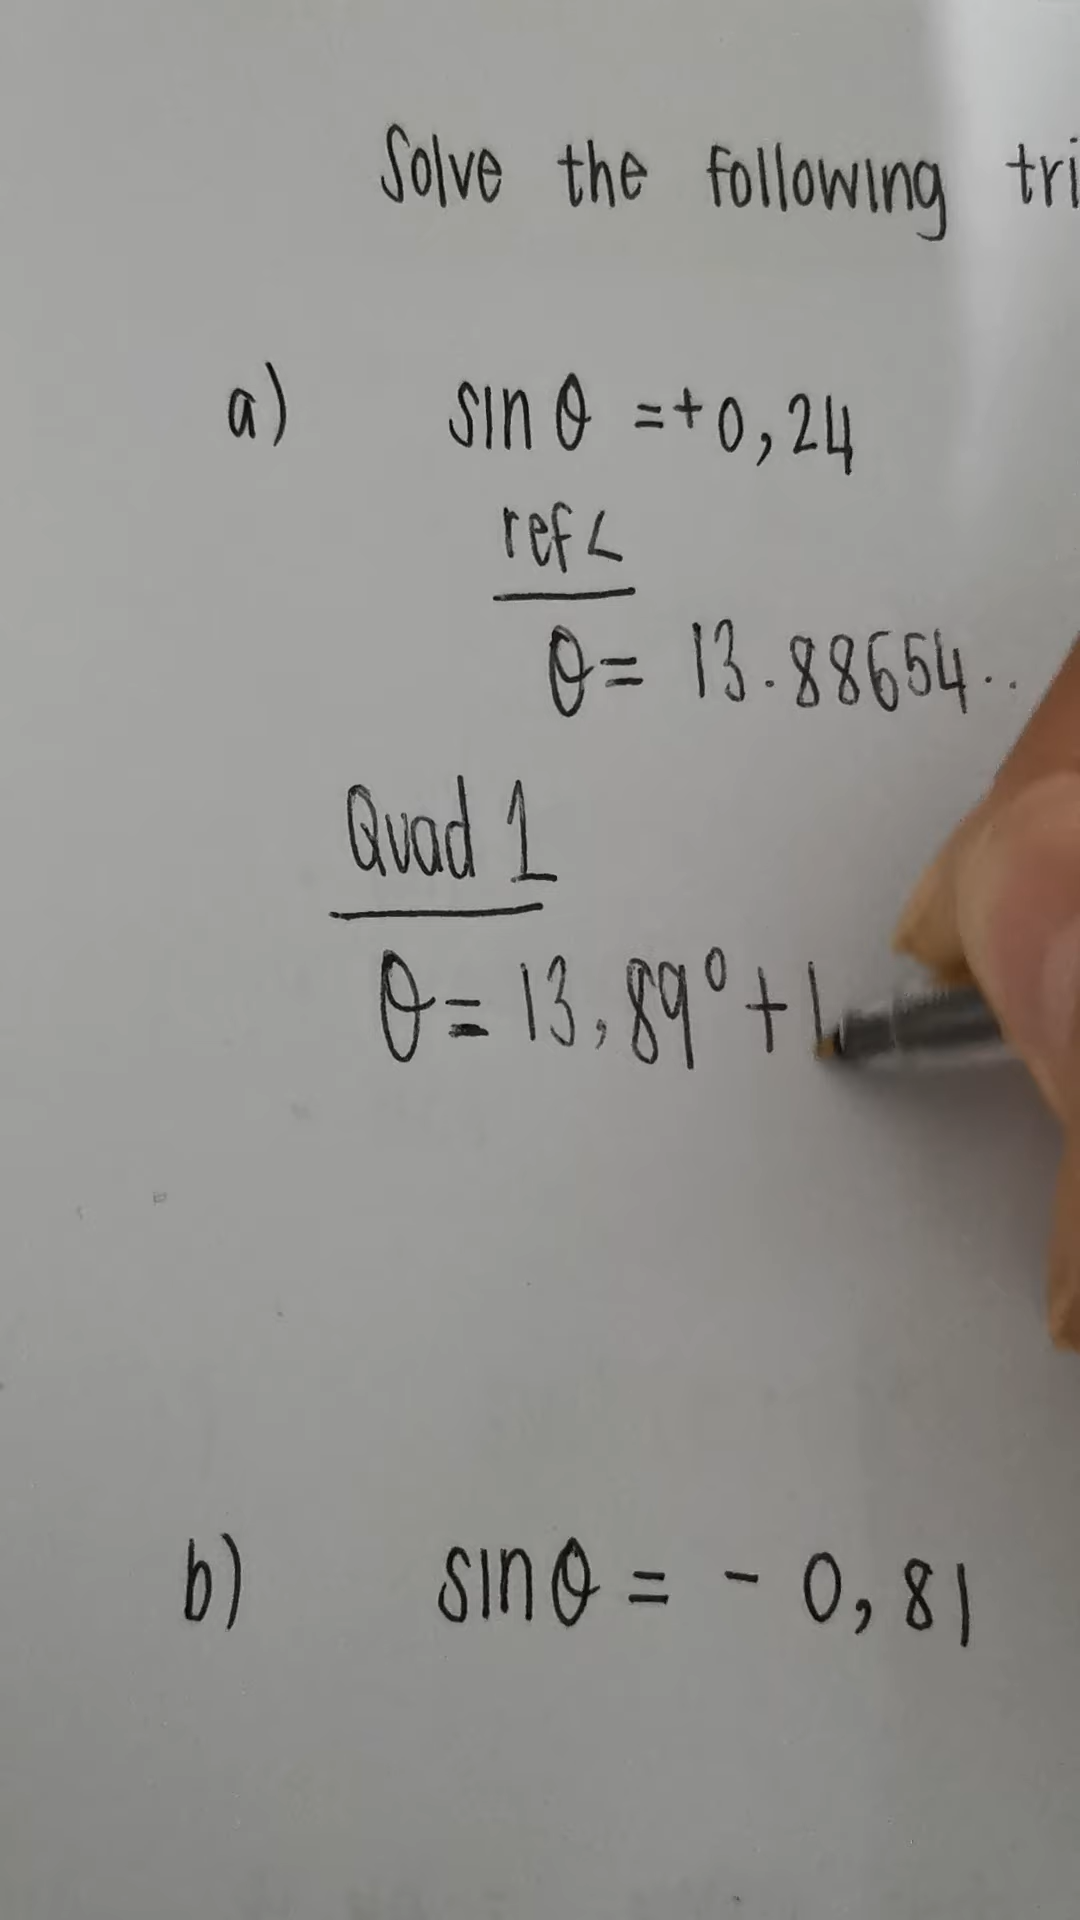 Solve the following tri
a) sin θ = + 0,24
ref <
θ = 13.88654..
Quad 1
θ = 13,89° +
b) sin θ = - 0,81